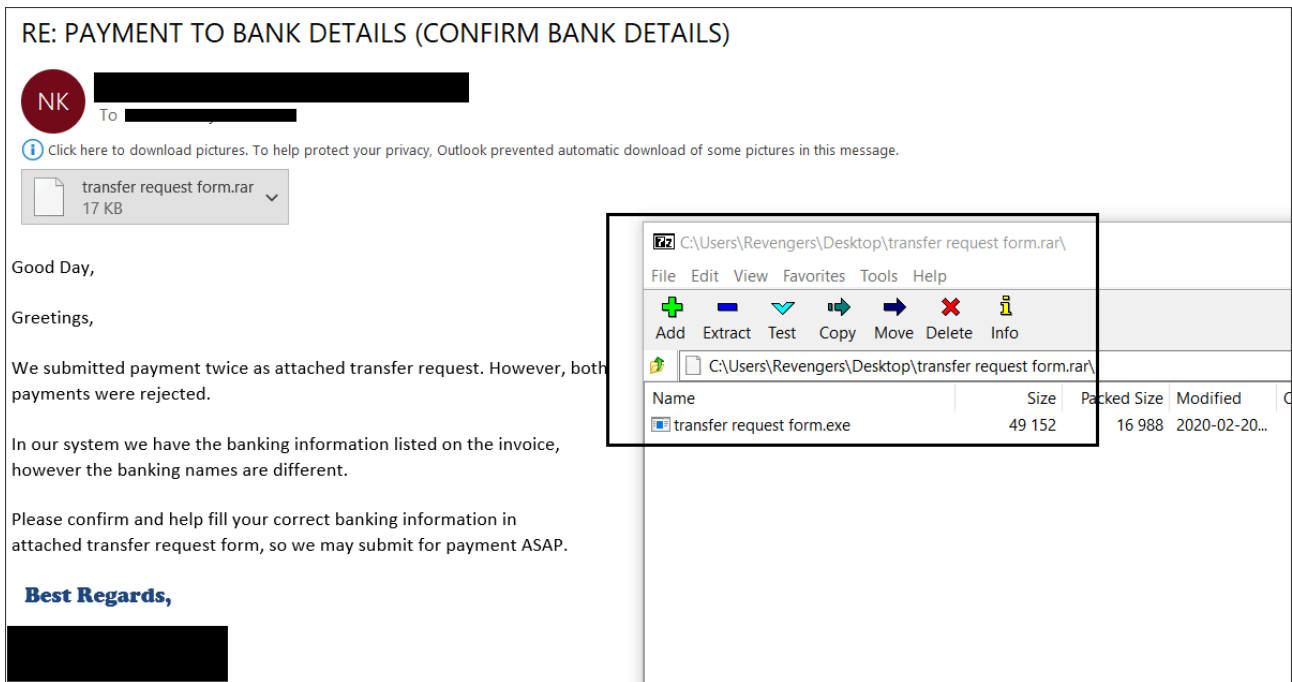 RE: PAYMENT TO BANK DETAILS (CONFIRM BANK DETAILS)
NK
To
Click here to download pictures. To help protect your privacy, Outlook prevented automatic download of some pictures in this message.
transfer request form.rar
17 KB
Good Day,
Greetings,
We submitted payment twice as attached transfer request. However, both
payments were rejected.
In our system we have the banking information listed on the invoice,
however the banking names are different.
Please confirm and help fill your correct banking information in
attached transfer request form, so we may submit for payment ASAP.
Best Regards,
7z C:\Users\Revengers\Desktop\transfer request form.rar\
File Edit View Favorites Tools Help
Add Extract Test Copy Move Delete Info
C:\Users\Revengers\Desktop\transfer request form.rar\
Name Size Packed Size Modified C
transfer request form.exe 49 152 16 988 2020-02-20...